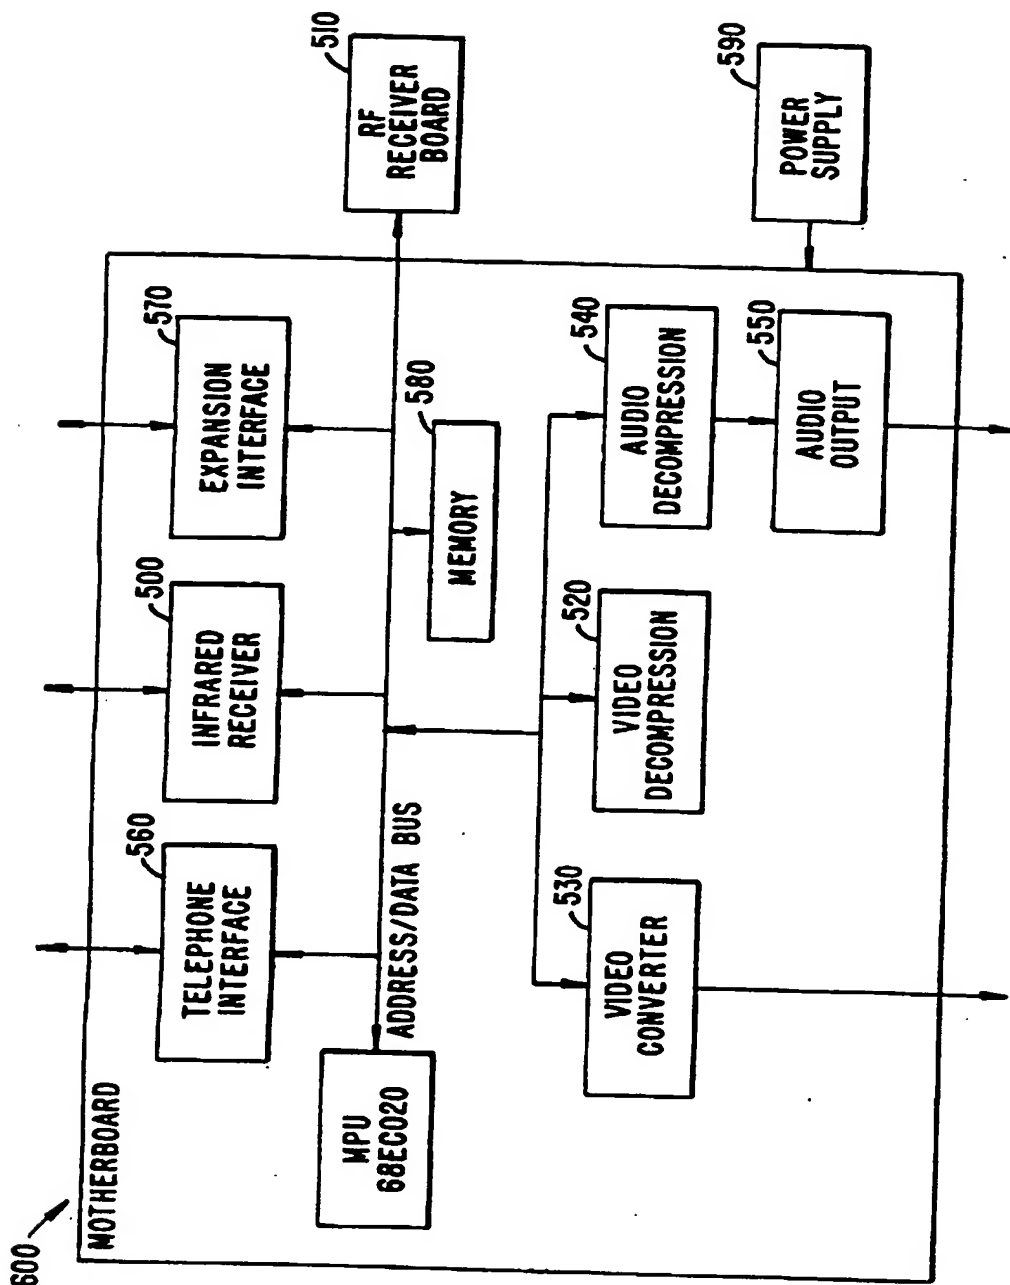 600
MOTHERBOARD
560
TELEPHONE
INTERFACE
500
INFRARED
RECEIVER
570
EXPANSION
INTERFACE
510
RF
RECEIVER
BOARD
MPU
68EC020
ADDRESS/DATA BUS
580
MEMORY
530
VIDEO
CONVERTER
520
VIDEO
DECOMPRESSION
540
AUDIO
DECOMPRESSION
550
AUDIO
OUTPUT
590
POWER
SUPPLY